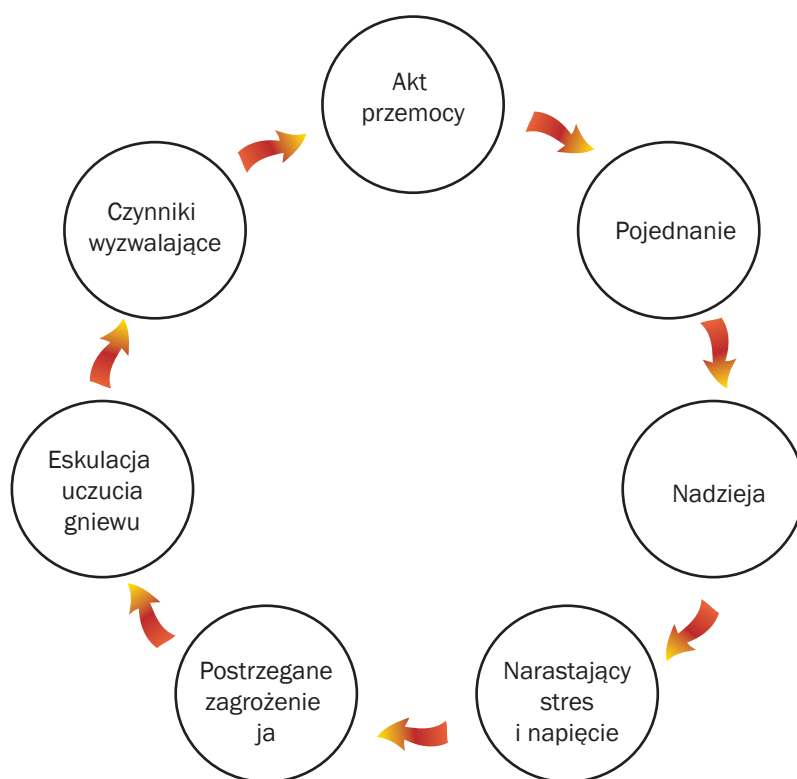 Akt
przemocy
Pojednanie
Nadzieja
Narastający
stres
i napięcie
Postrzegane
zagrożenie
ja
Eskulacja
uczucia
gniewu
Czynniki
wyzwalające